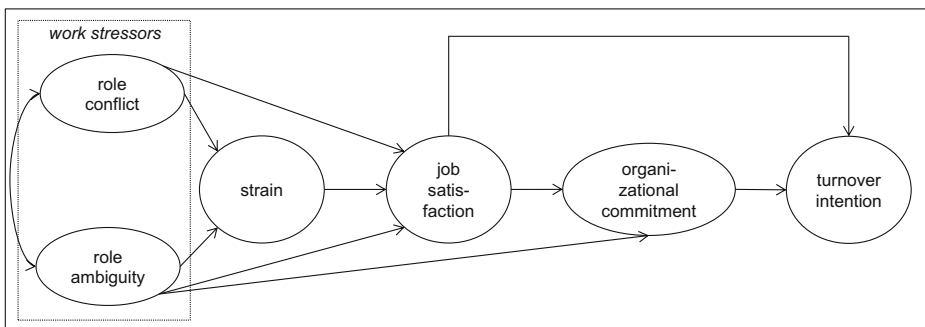 work stressors
role
conflict
role
ambiguity
strain
job
satis-
faction
organi-
zational
commitment
turnover
intention